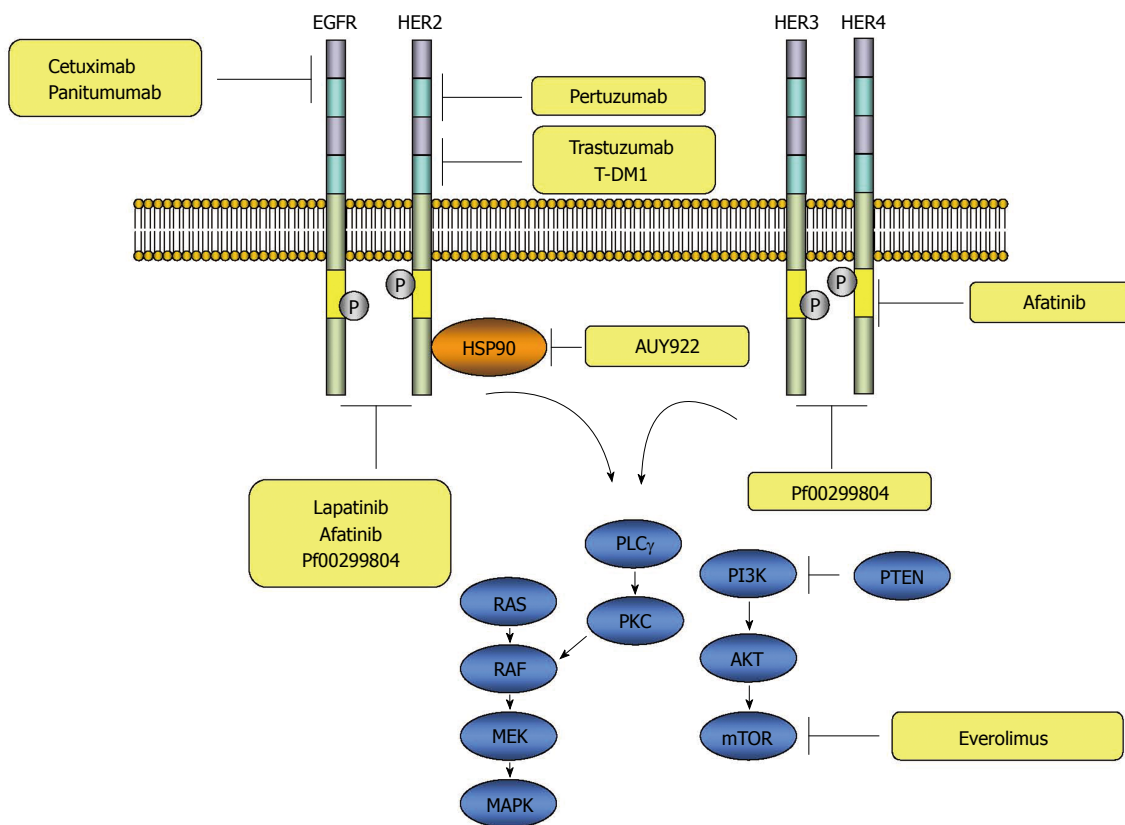 EGFR
HER2
HER3
HER4
Cetuximab
Panitumumab
Pertuzumab
Trastuzumab
T-DM1
P
P
P
P
Afatinib
HSP90
AUY922
Lapatinib
Afatinib
Pf00299804
Pf00299804
PLCγ
PI3K
PTEN
RAS
PKC
RAF
AKT
MEK
mTOR
Everolimus
MAPK